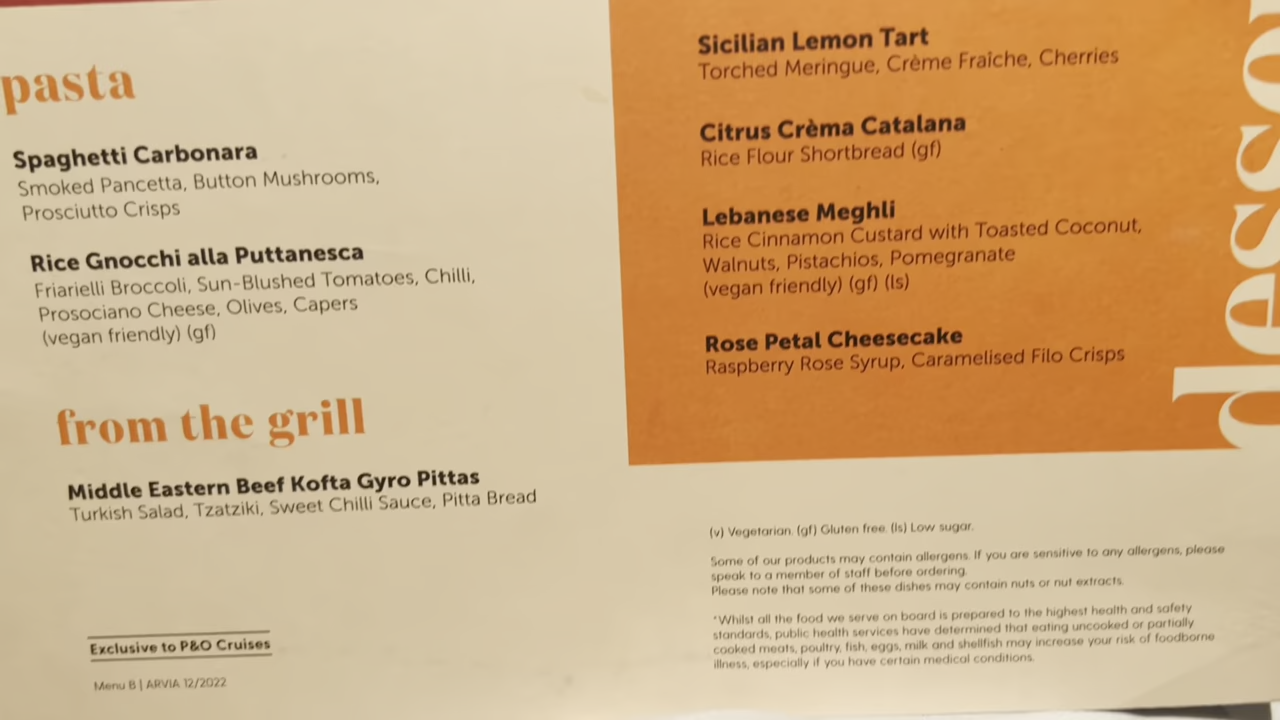 pasta
Spaghetti Carbonara
Smoked Pancetta, Button Mushrooms,
Prosciutto Crisps
Rice Gnocchi alla Puttanesca
Friarielli Broccoli, Sun-Blushed Tomatoes, Chilli,
Prosociano Cheese, Olives, Capers
(vegan friendly) (gf)
from the grill
Middle Eastern Beef Kofta Gyro Pittas
Turkish Salad, Tzatziki, Sweet Chilli Sauce, Pitta Bread
Exclusive to P&O Cruises
Menu B | ARVIA 12/2022
Sicilian Lemon Tart
Torched Meringue, Crème Fraîche, Cherries
Citrus Crèma Catalana
Rice Flour Shortbread (gf)
Lebanese Meghli
Rice Cinnamon Custard with Toasted Coconut,
Walnuts, Pistachios, Pomegranate
(vegan friendly) (gf) (ls)
Rose Petal Cheesecake
Raspberry Rose Syrup, Caramelised Filo Crisps
(v) Vegetarian. (gf) Gluten free. (ls) Low sugar.
Some of our products may contain allergens. If you are sensitive to any allergens, please
speak to a member of staff before ordering.
Please note that some of these dishes may contain nuts or nut extracts.
*Whilst all the food we serve on board is prepared to the highest health and safety
standards, public health services have determined that eating uncooked or partially
cooked meats, poultry, fish, eggs, milk and shellfish may increase your risk of foodborne
illness, especially if you have certain medical conditions.